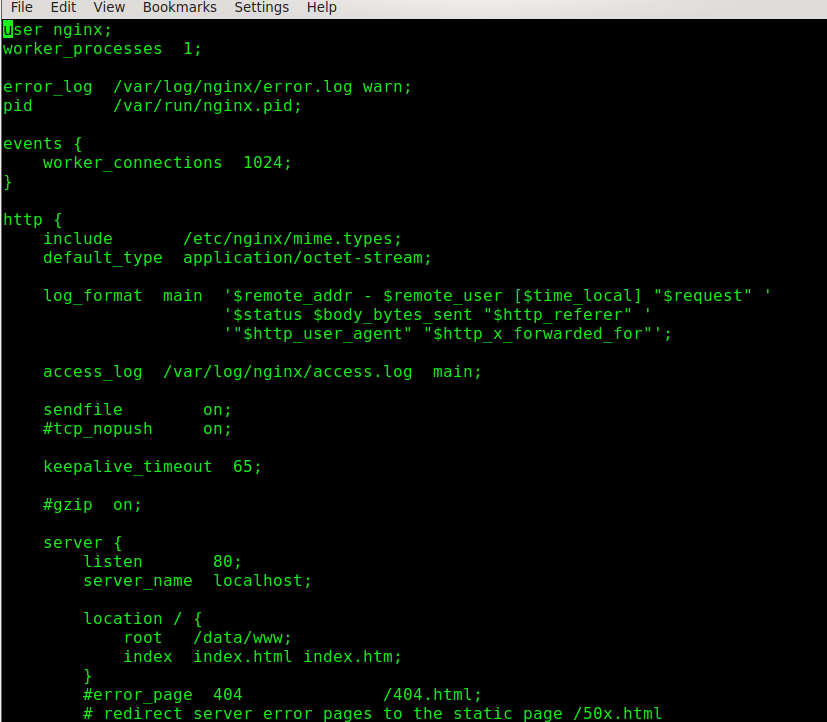 File Edit View Bookmarks Settings Help
user nginx;
worker_processes  1;
error_log  /var/log/nginx/error.log warn;
pid        /var/run/nginx.pid;
events {
    worker_connections  1024;
}
http {
    include       /etc/nginx/mime.types;
    default_type  application/octet-stream;
    log_format  main  '$remote_addr - $remote_user [$time_local] "$request" '
                      '$status $body_bytes_sent "$http_referer" '
                      '"$http_user_agent" "$http_x_forwarded_for"';
    access_log  /var/log/nginx/access.log  main;
    sendfile        on;
    #tcp_nopush     on;
    keepalive_timeout  65;
    #gzip  on;
    server {
        listen       80;
        server_name  localhost;
        location / {
            root   /data/www;
            index  index.html index.htm;
        }
        #error_page  404              /404.html;
        # redirect server error pages to the static page /50x.html